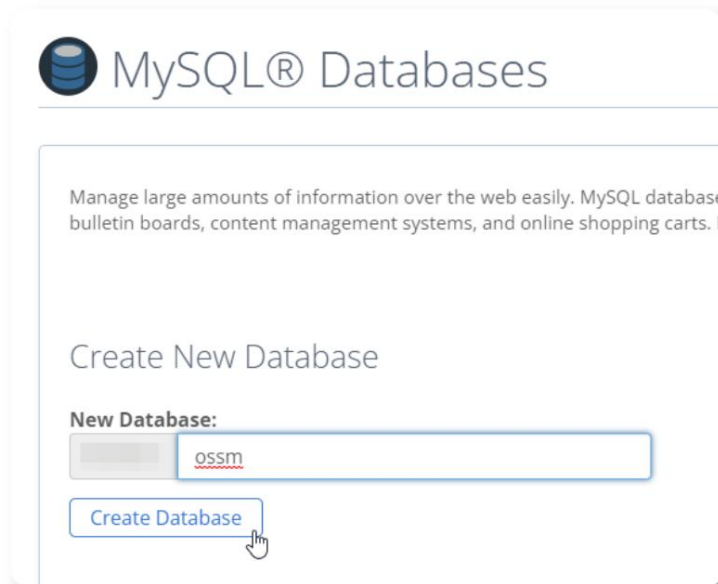 MySQL® Databases
Manage large amounts of information over the web easily. MySQL database
bulletin boards, content management systems, and online shopping carts.
Create New Database
New Database:
ossm
Create Database